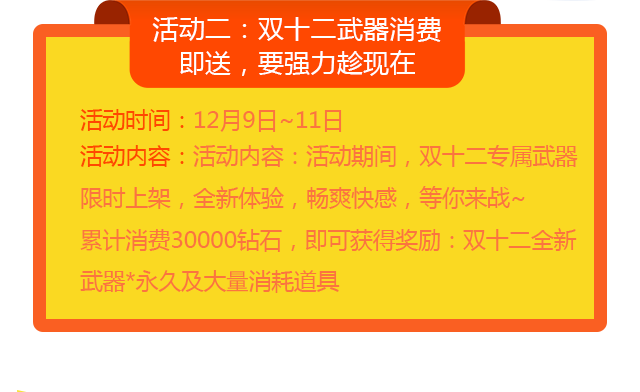 活动二：双十二武器消费
即送，要强力趁现在
活动时间：12月9日~11日
活动内容：活动内容：活动期间，双十二专属武器
限时上架，全新体验，畅爽快感，等你来战~
累计消费30000钻石，即可获得奖励：双十二全新
武器*永久及大量消耗道具